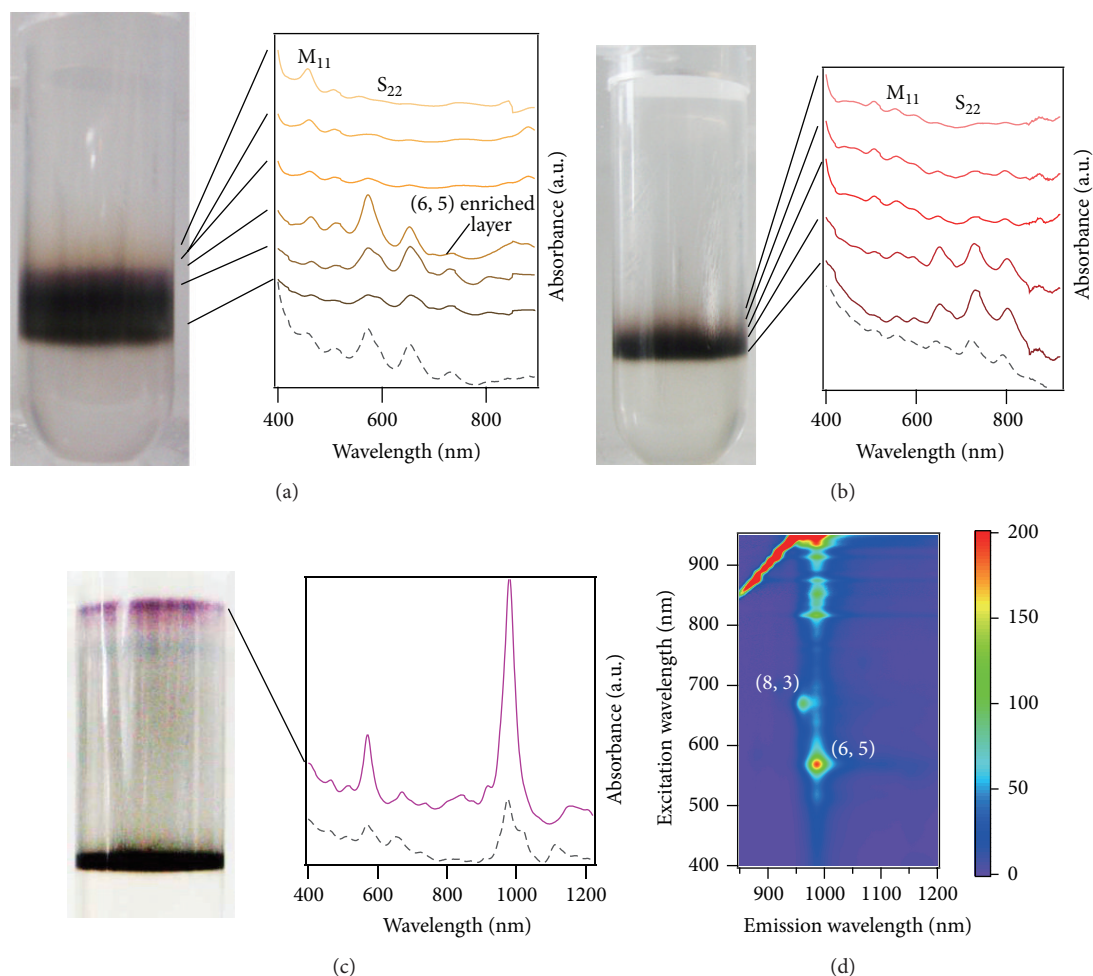 M11
S22
(6, 5) enriched
layer
Absorbance (a.u.)
400
600
800
Wavelength (nm)
(a)
M11
S22
Absorbance (a.u.)
400
600
800
Wavelength (nm)
(b)
Absorbance (a.u.)
400
600
800
1000
1200
Wavelength (nm)
(c)
Excitation wavelength (nm)
900
800
700
600
500
400
(8, 3)
(6, 5)
900
1000
1100
1200
Emission wavelength (nm)
200
150
100
50
0
(d)